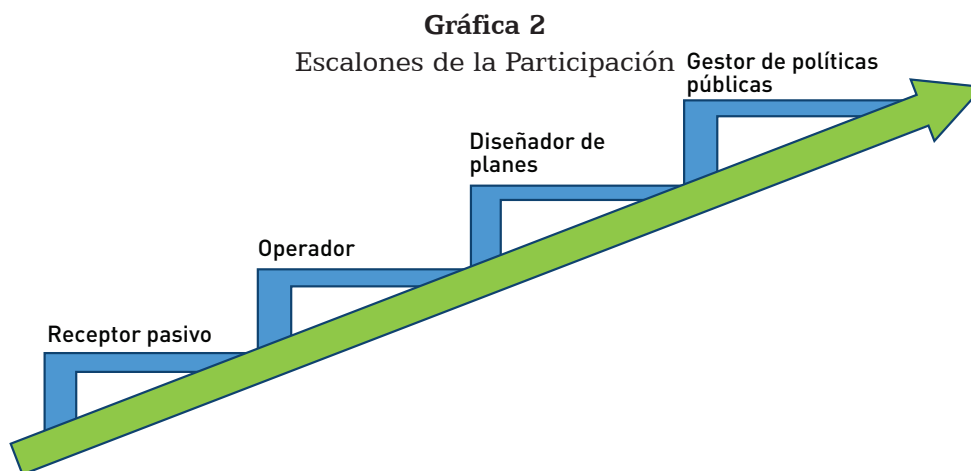 Gráfica 2
Escalones de la Participación
Gestor de políticas
públicas
Diseñador de
planes
Operador
Receptor pasivo